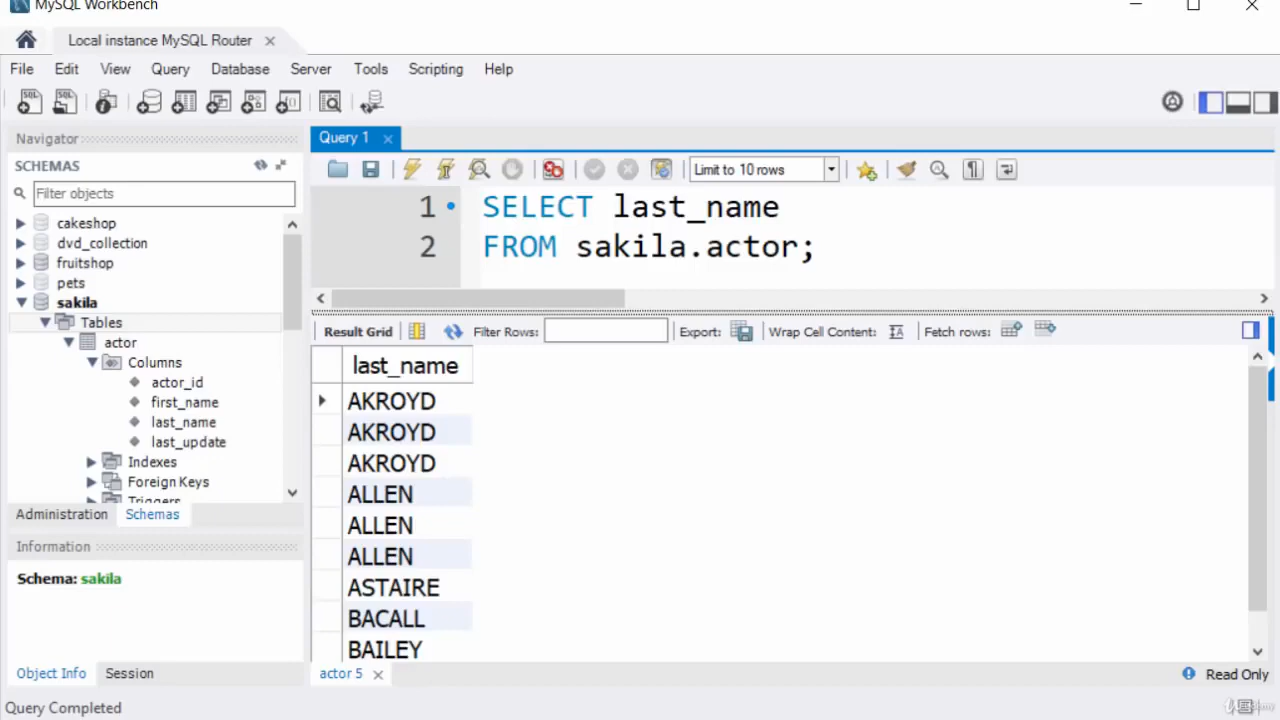 MySQL Workbench
Local instance MySQL Router
File Edit View Query Database Server Tools Scripting Help
Navigator
SCHEMAS
Filter objects
cakeshop
dvd_collection
fruitshop
pets
sakila
Tables
actor
Columns
actor_id
first_name
last_name
last_update
Indexes
Foreign Keys
Triggers
Administration Schemas
Information
Schema: sakila
Object Info Session
Query 1
Limit to 10 rows
1 SELECT last_name
2 FROM sakila.actor;
Result Grid Filter Rows: Export: Wrap Cell Content: Fetch rows:
last_name
AKROYD
AKROYD
AKROYD
ALLEN
ALLEN
ALLEN
ASTAIRE
BACALL
BAILEY
actor 5 Read Only
Query Completed